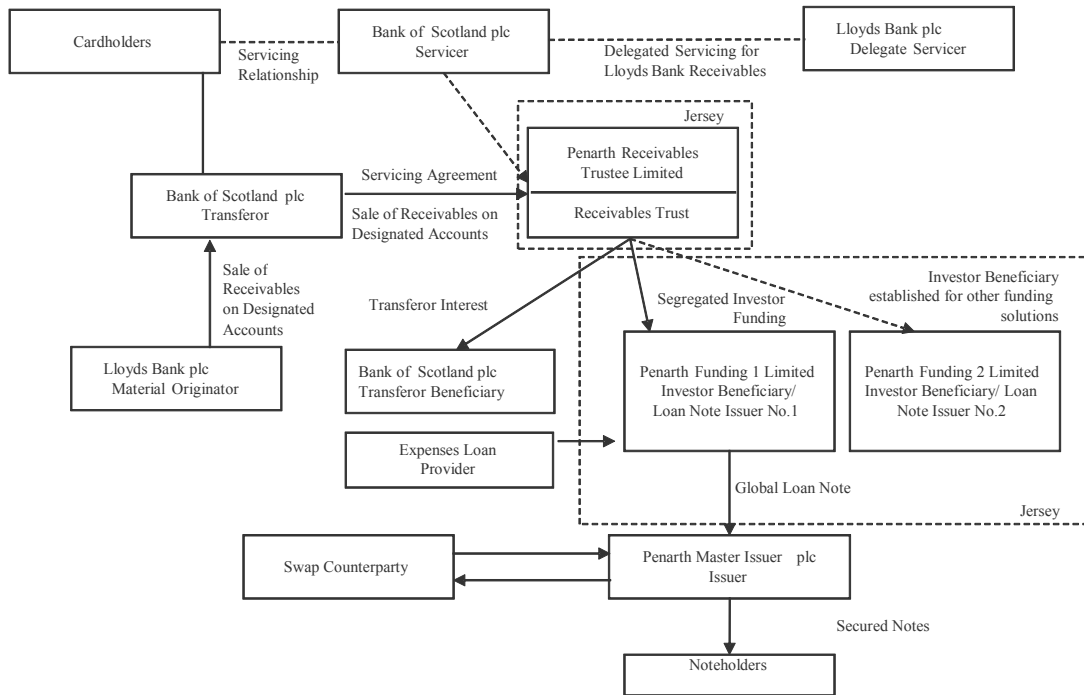 Cardholders
Bank of Scotland plc
Servicer
Lloyds Bank plc
Delegate Servicer
Servicing
Relationship
Delegated Servicing for
Lloyds Bank Receivables
Jersey
Penarth Receivables
Trustee Limited
Receivables Trust
Servicing Agreement
Bank of Scotland plc
Transferor
Sale of Receivables on
Designated Accounts
Sale of
Receivables
on Designated
Accounts
Transferor Interest
Segregated Investor
Funding
Investor Beneficiary
established for other funding
solutions
Lloyds Bank plc
Material Originator
Bank of Scotland plc
Transferor Beneficiary
Penarth Funding 1 Limited
Investor Beneficiary/
Loan Note Issuer No.1
Penarth Funding 2 Limited
Investor Beneficiary/ Loan
Note Issuer No.2
Expenses Loan
Provider
Global Loan Note
Jersey
Swap Counterparty
Penarth Master Issuer plc
Issuer
Secured Notes
Noteholders